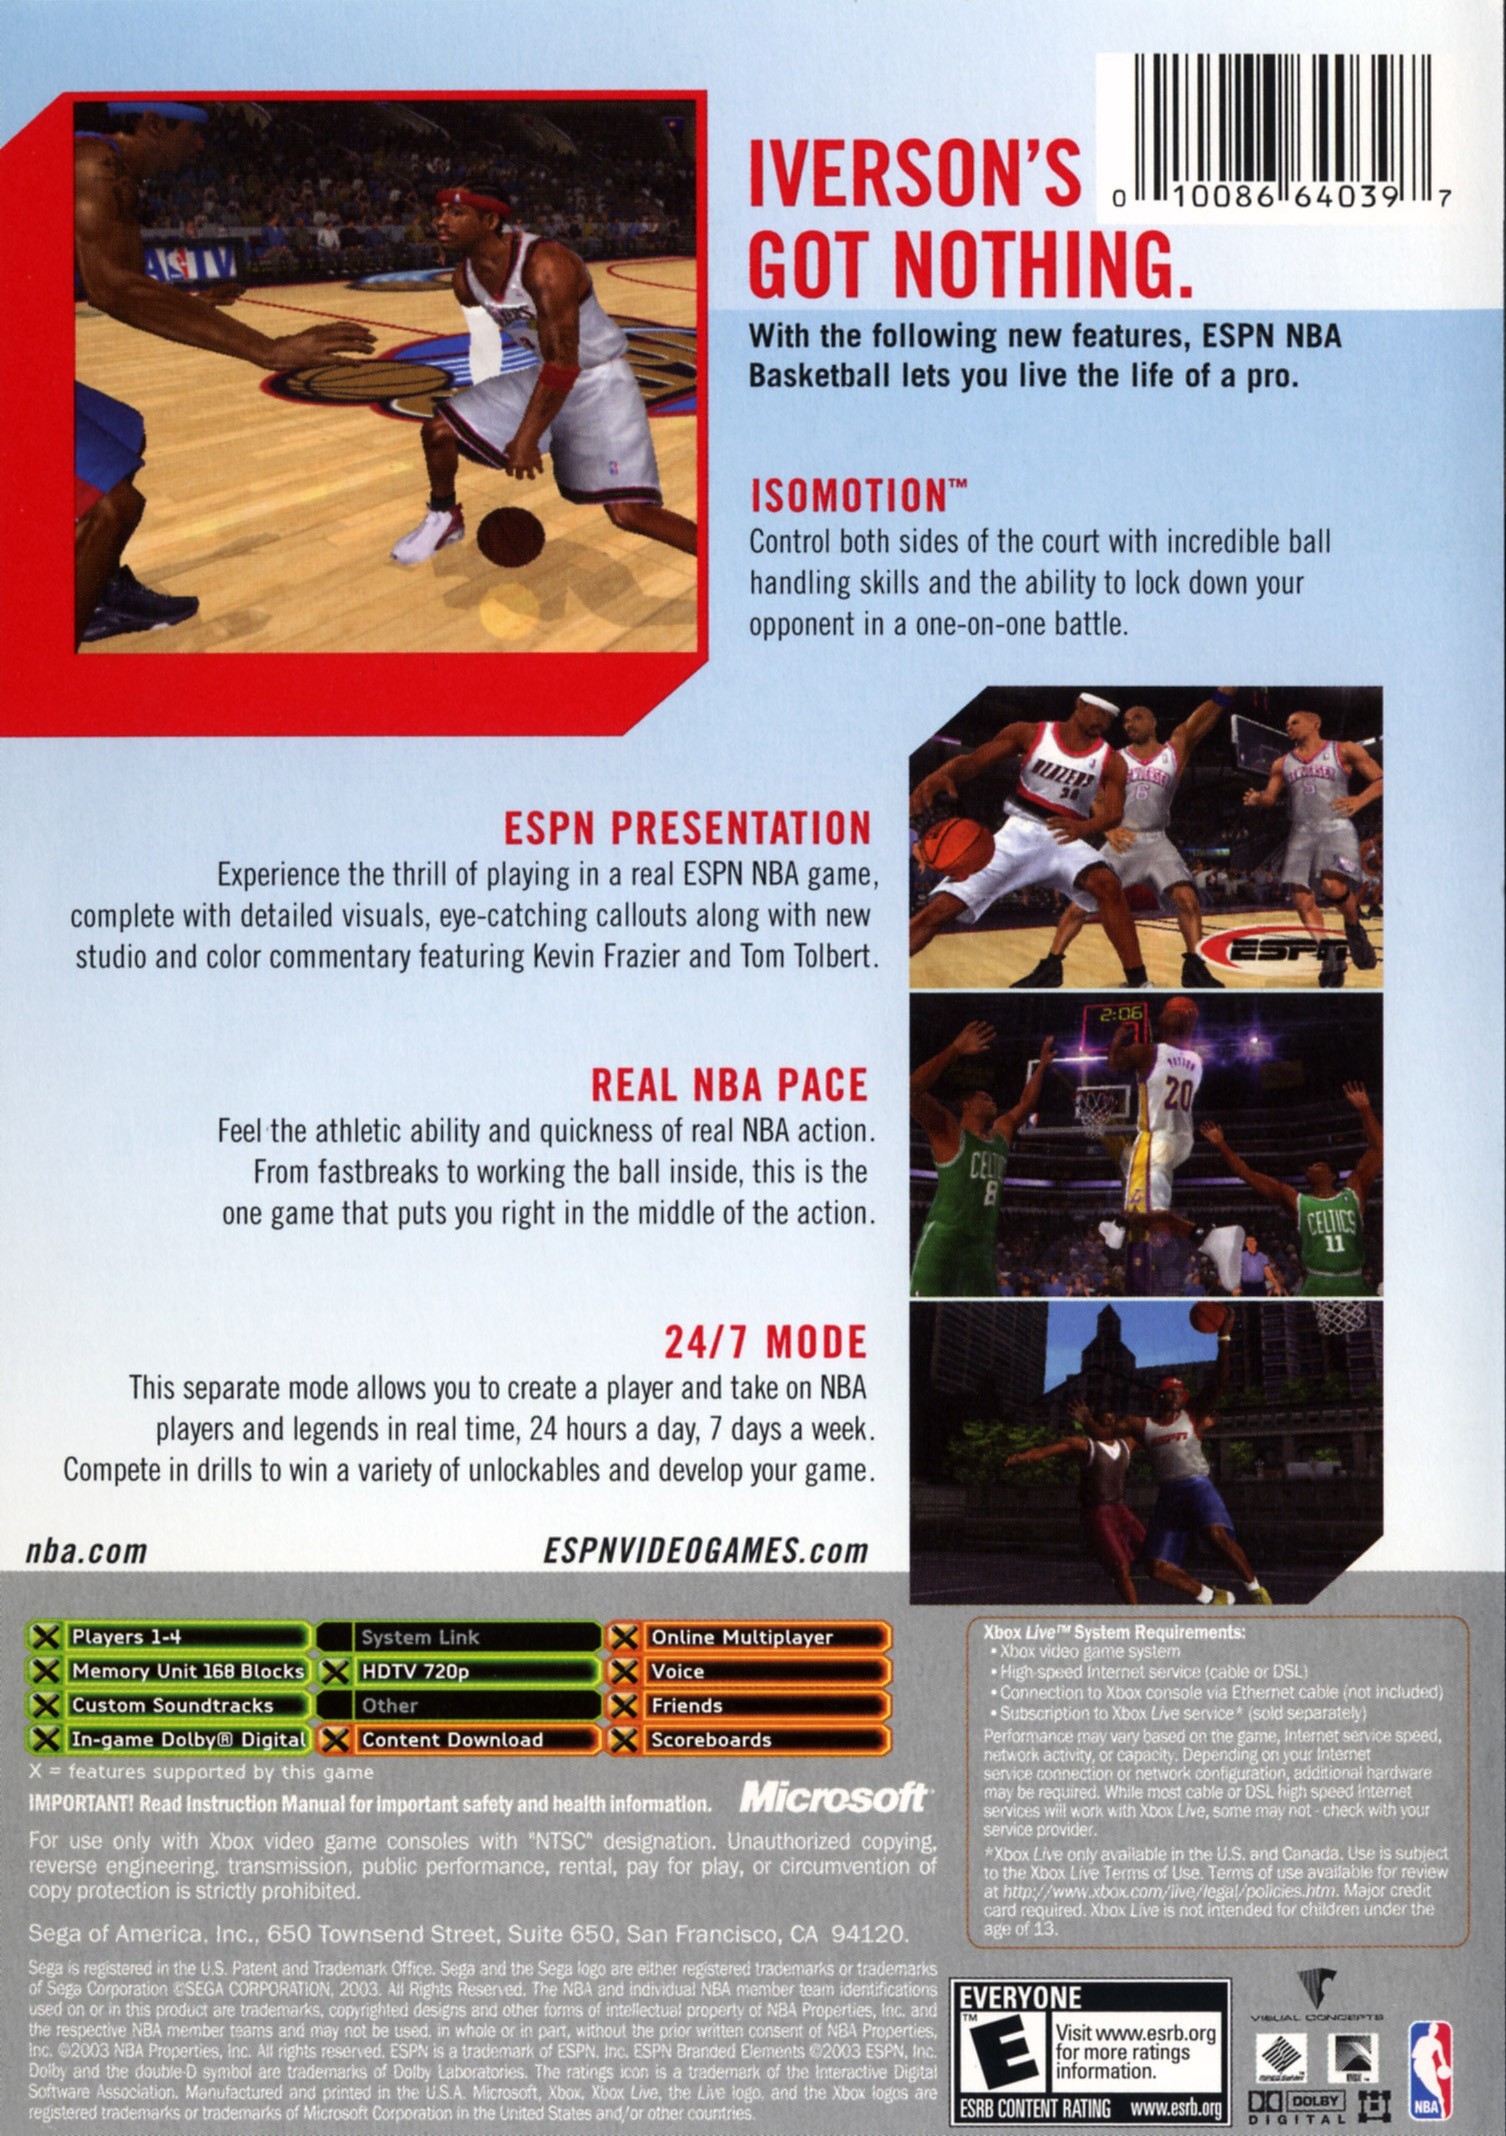 IVERSON'S
GOT NOTHING.
0 10086 64039 7
With the following new features, ESPN NBA
Basketball lets you live the life of a pro.
ISOMOTION™
Control both sides of the court with incredible ball
handling skills and the ability to lock down your
opponent in a one-on-one battle.
BLAZERS
ESPN
ESPN PRESENTATION
Experience the thrill of playing in a real ESPN NBA game,
complete with detailed visuals, eye-catching callouts along with new
studio and color commentary featuring Kevin Frazier and Tom Tolbert.
2:06
20
8
CELTICS
11
REAL NBA PACE
Feel the athletic ability and quickness of real NBA action.
From fastbreaks to working the ball inside, this is the
one game that puts you right in the middle of the action.
24/7 MODE
This separate mode allows you to create a player and take on NBA
players and legends in real time, 24 hours a day, 7 days a week.
Compete in drills to win a variety of unlockables and develop your game.
nba.com
ESPNVIDEOGAMES.com
X Players 1-4
System Link
X Online Multiplayer
X Memory Unit 168 Blocks
X HDTV 720p
X Voice
X Custom Soundtracks
Other
X Friends
X In-game Dolby® Digital
X Content Download
X Scoreboards
X = features supported by this game
IMPORTANT! Read Instruction Manual for important safety and health information.
Microsoft
For use only with Xbox video game consoles with "NTSC" designation. Unauthorized copying,
reverse engineering, transmission, public performance, rental, pay for play, or circumvention of
copy protection is strictly prohibited.
Sega of America, Inc., 650 Townsend Street, Suite 650, San Francisco, CA 94120.
Sega is registered in the U.S. Patent and Trademark Office. Sega and the Sega logo are either registered trademarks or trademarks
of Sega Corporation ©SEGA CORPORATION, 2003. All Rights Reserved. The NBA and individual NBA member team identifications
used on or in this product are trademarks, copyrighted designs and other forms of intellectual property of NBA Properties, Inc. and
the respective NBA member teams and may not be used, in whole or in part, without the prior written consent of NBA Properties,
Inc. ©2003 NBA Properties, Inc. All rights reserved. ESPN is a trademark of ESPN, Inc. ESPN Branded Elements ©2003 ESPN, Inc.
Dolby and the double-D symbol are trademarks of Dolby Laboratories. The ratings icon is a trademark of the Interactive Digital
Software Association. Manufactured and printed in the U.S.A. Microsoft, Xbox, Xbox Live, the Live logo, and the Xbox logos are
registered trademarks or trademarks of Microsoft Corporation in the United States and/or other countries.
Xbox Live™ System Requirements:
• Xbox video game system
• High-speed Internet service (cable or DSL)
• Connection to Xbox console via Ethernet cable (not included)
• Subscription to Xbox Live service* (sold separately)
Performance may vary based on the game, Internet service speed,
network activity, or capacity. Depending on your Internet
service connection or network configuration, additional hardware
may be required. While most cable or DSL high speed Internet
services will work with Xbox Live, some may not - check with your
service provider.
*Xbox Live only available in the U.S. and Canada. Use is subject
to the Xbox Live Terms of Use. Terms of use available for review
at http://www.xbox.com/live/legal/policies.htm. Major credit
card required. Xbox Live is not intended for children under the
age of 13.
EVERYONE
TM
E
Visit www.esrb.org
for more ratings
information.
ESRB CONTENT RATING www.esrb.org
VISUAL CONCEPTS
DOLBY
DIGITAL
NBA